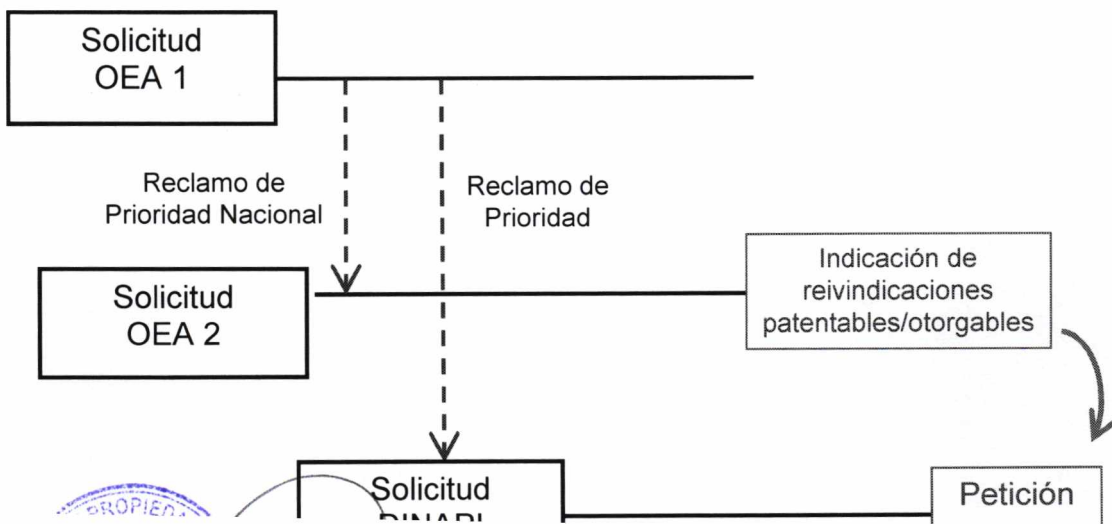 Solicitud
OEA 1
Reclamo de
Prioridad Nacional
Reclamo de
Prioridad
Solicitud
OEA 2
Indicación de
reivindicaciones
patentables/otorgables
Solicitud
Petición